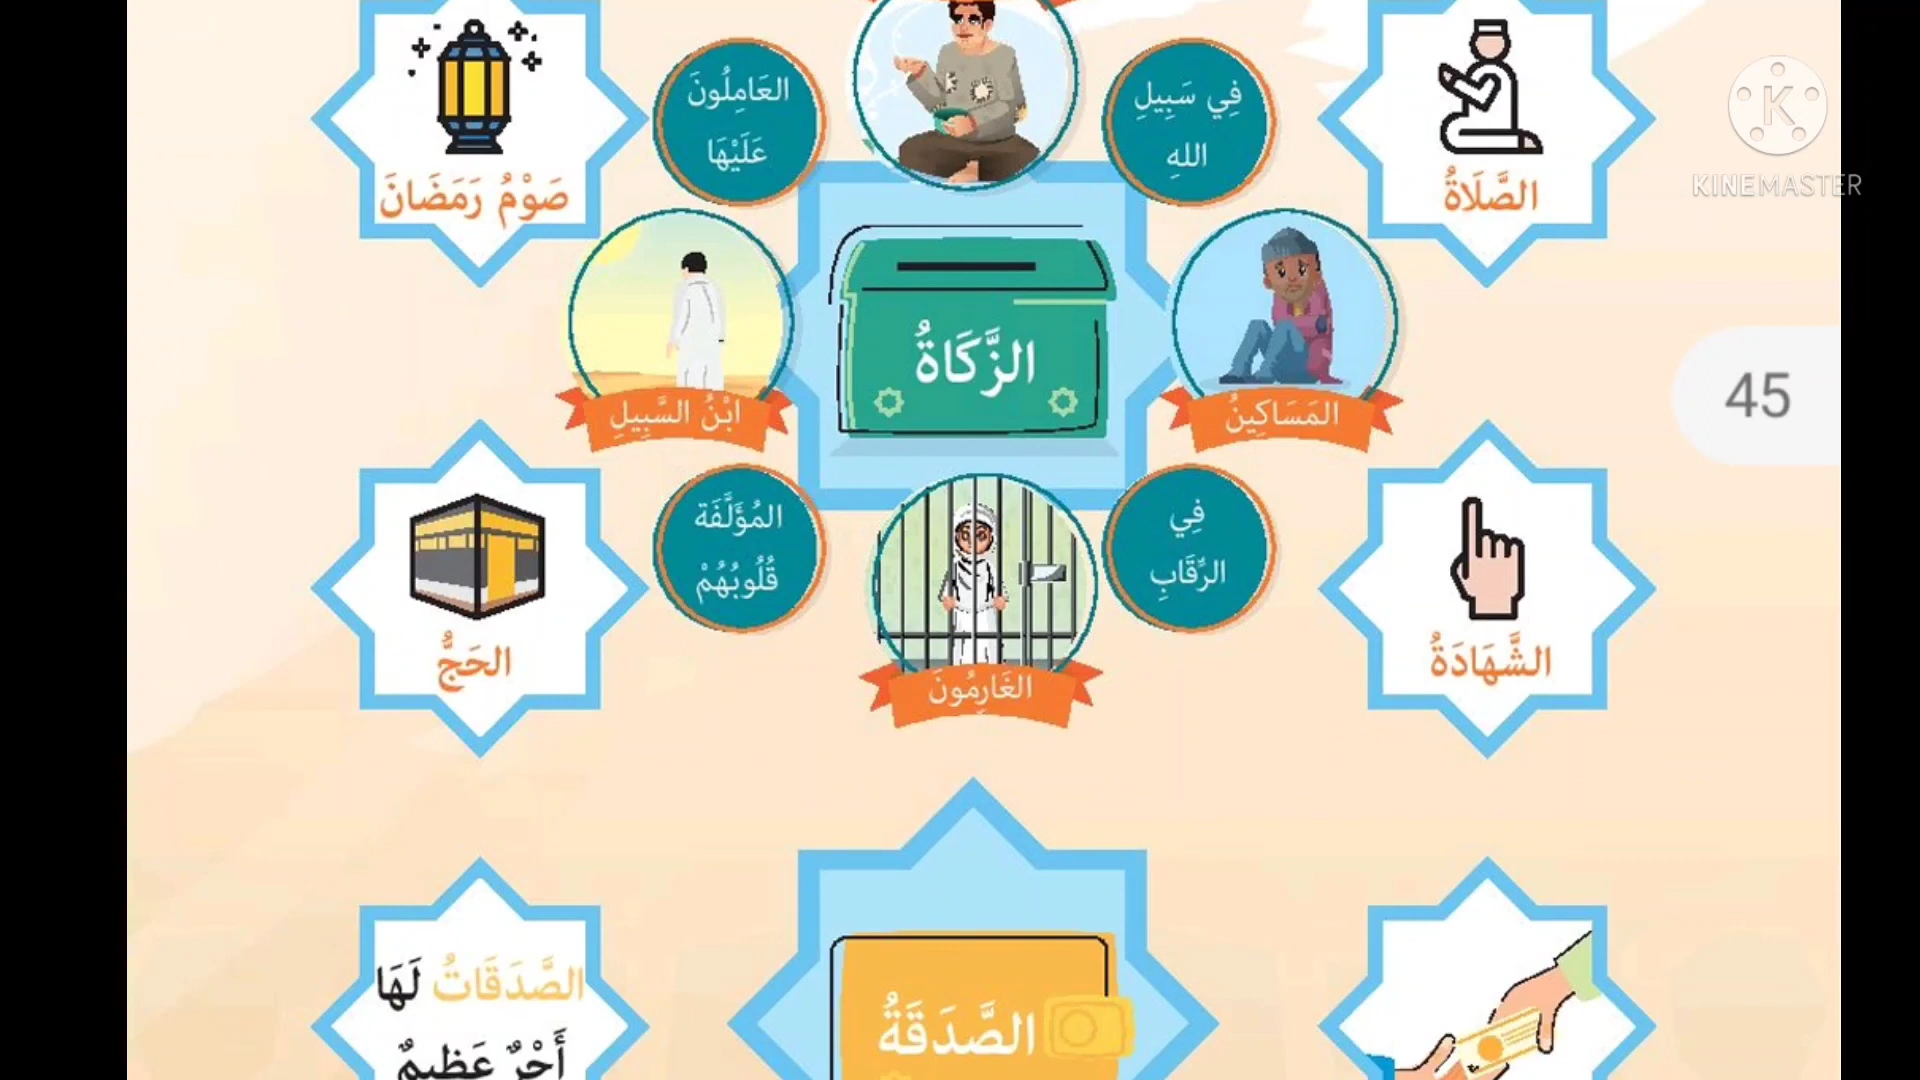 العَامِلُونَ
عَلَيْهَا
فِي سَبِيلِ
اللهِ
صَوْمُ رَمَضَانَ
الصَّلَاةُ
KINEMASTER
الزَّكَاةُ
ابْنُ السَّبِيلِ
المَسَاكِينُ
45
المُؤَلَّفَة
قُلُوبُهُمْ
فِي
الرِّقَابِ
الحَجُّ
الشَّهَادَةُ
الغَارِمُونَ
الصَّدَقَاتُ لَهَا
أَجْرٌ عَظِيمٌ
الصَّدَقَةُ